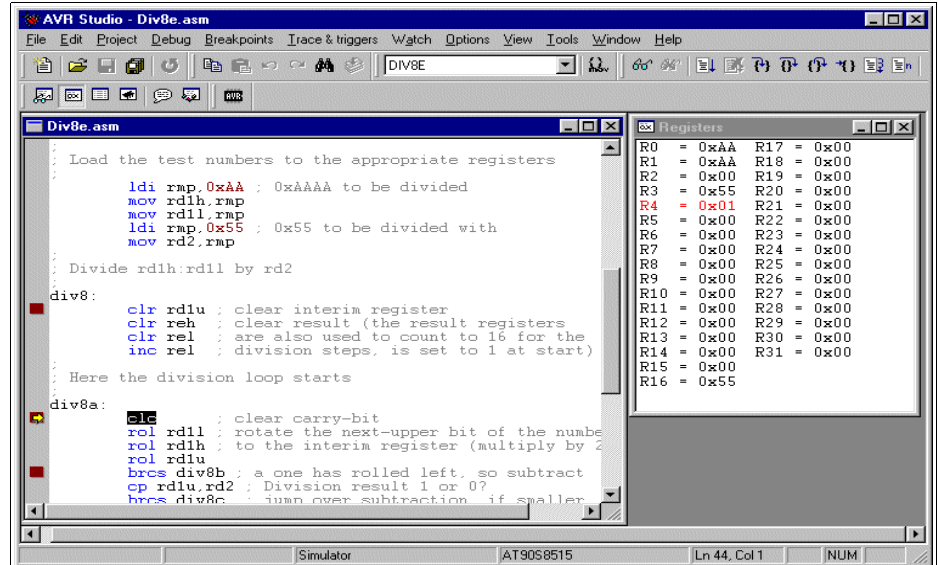 AVR Studio - Div8e.asm
File Edit Project Debug Breakpoints Trace & triggers Watch Options View Tools Window Help
DIV8E
AVR
Div8e.asm
;
; Load the test numbers to the appropriate registers
;
ldi rmp,0xAA ; 0xAAAA to be divided
mov rd1h,rmp
mov rd1l,rmp
ldi rmp,0x55 ; 0x55 to be divided with
mov rd2,rmp
;
; Divide rd1h:rd1l by rd2
;
div8:
clr rd1u ; clear interim register
clr reh ; clear result (the result registers
clr rel ; are also used to count to 16 for the
inc rel ; division steps, is set to 1 at start)
;
; Here the division loop starts
;
div8a:
clc ; clear carry-bit
rol rd1l ; rotate the next-upper bit of the numbe
rol rd1h ; to the interim register (multiply by 2
rol rd1u
brcs div8b ; a one has rolled left, so subtract
cp rd1u,rd2 ; Division result 1 or 0?
brcs div8c ; jump over subtraction, if smaller
Registers
R0 = 0xAA R17 = 0x00
R1 = 0xAA R18 = 0x00
R2 = 0x00 R19 = 0x00
R3 = 0x55 R20 = 0x00
R4 = 0x01 R21 = 0x00
R5 = 0x00 R22 = 0x00
R6 = 0x00 R23 = 0x00
R7 = 0x00 R24 = 0x00
R8 = 0x00 R25 = 0x00
R9 = 0x00 R26 = 0x00
R10 = 0x00 R27 = 0x00
R11 = 0x00 R28 = 0x00
R12 = 0x00 R29 = 0x00
R13 = 0x00 R30 = 0x00
R14 = 0x00 R31 = 0x00
R15 = 0x00
R16 = 0x55
Simulator AT90S8515 Ln 44, Col 1 NUM